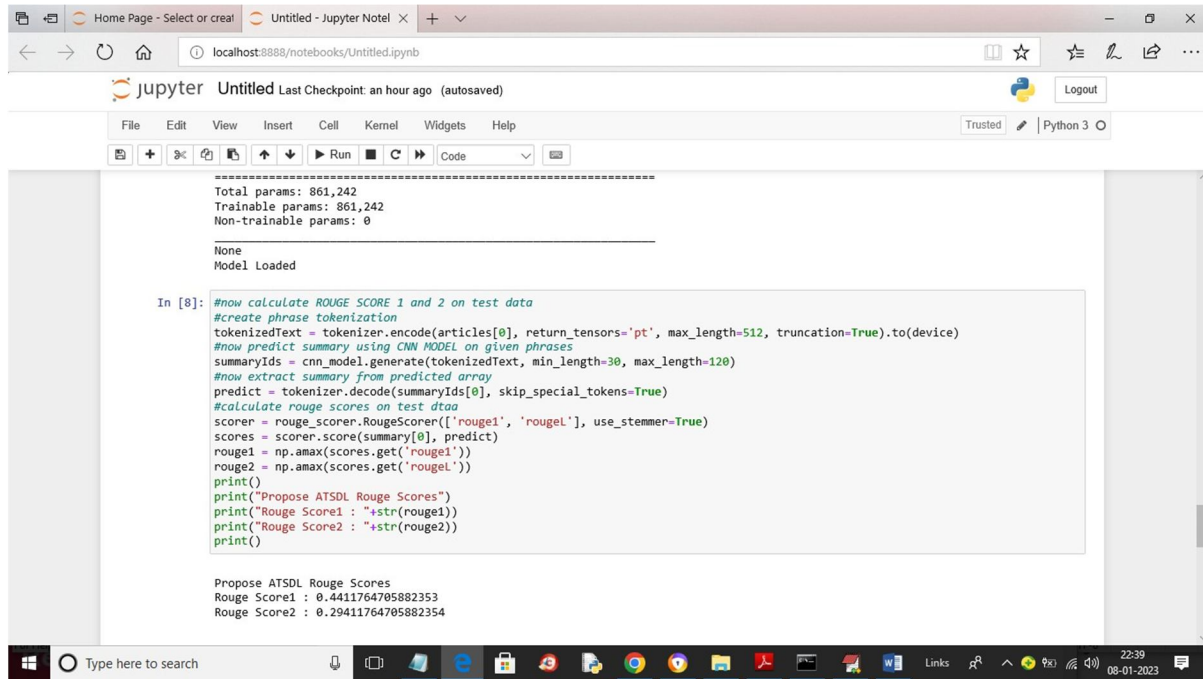 Home Page - Select or creat
Untitled - Jupyter Notel
localhost:8888/notebooks/Untitled.ipynb
jupyter Untitled Last Checkpoint: an hour ago (autosaved)
Logout
File Edit View Insert Cell Kernel Widgets Help
Trusted Python 3
Run Code
=================================================================
Total params: 861,242
Trainable params: 861,242
Non-trainable params: 0
_________________________________________________________________
None
Model Loaded
In [8]: #now calculate ROUGE SCORE 1 and 2 on test data
#create phrase tokenization
tokenizedText = tokenizer.encode(articles[0], return_tensors='pt', max_length=512, truncation=True).to(device)
#now predict summary using CNN MODEL on given phrases
summaryIds = cnn_model.generate(tokenizedText, min_length=30, max_length=120)
#now extract summary from predicted array
predict = tokenizer.decode(summaryIds[0], skip_special_tokens=True)
#calculate rouge scores on test dtaa
scorer = rouge_scorer.RougeScorer(['rouge1', 'rougeL'], use_stemmer=True)
scores = scorer.score(summary[0], predict)
rouge1 = np.amax(scores.get('rouge1'))
rouge2 = np.amax(scores.get('rougeL'))
print()
print("Propose ATSDL Rouge Scores")
print("Rouge Score1 : "+str(rouge1))
print("Rouge Score2 : "+str(rouge2))
print()
Propose ATSDL Rouge Scores
Rouge Score1 : 0.4411764705882353
Rouge Score2 : 0.29411764705882354
Type here to search
Links
22:39
08-01-2023